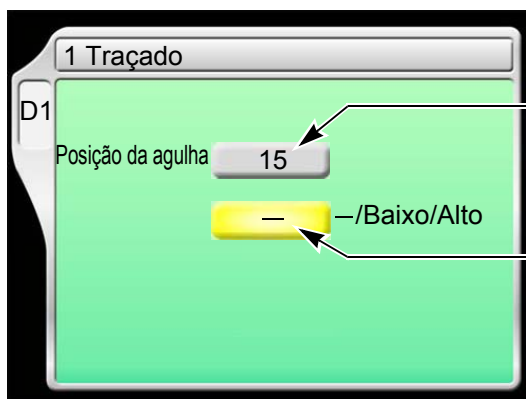 1 Traçado
D1
Posição da agulha 15
— –/Baixo/Alto